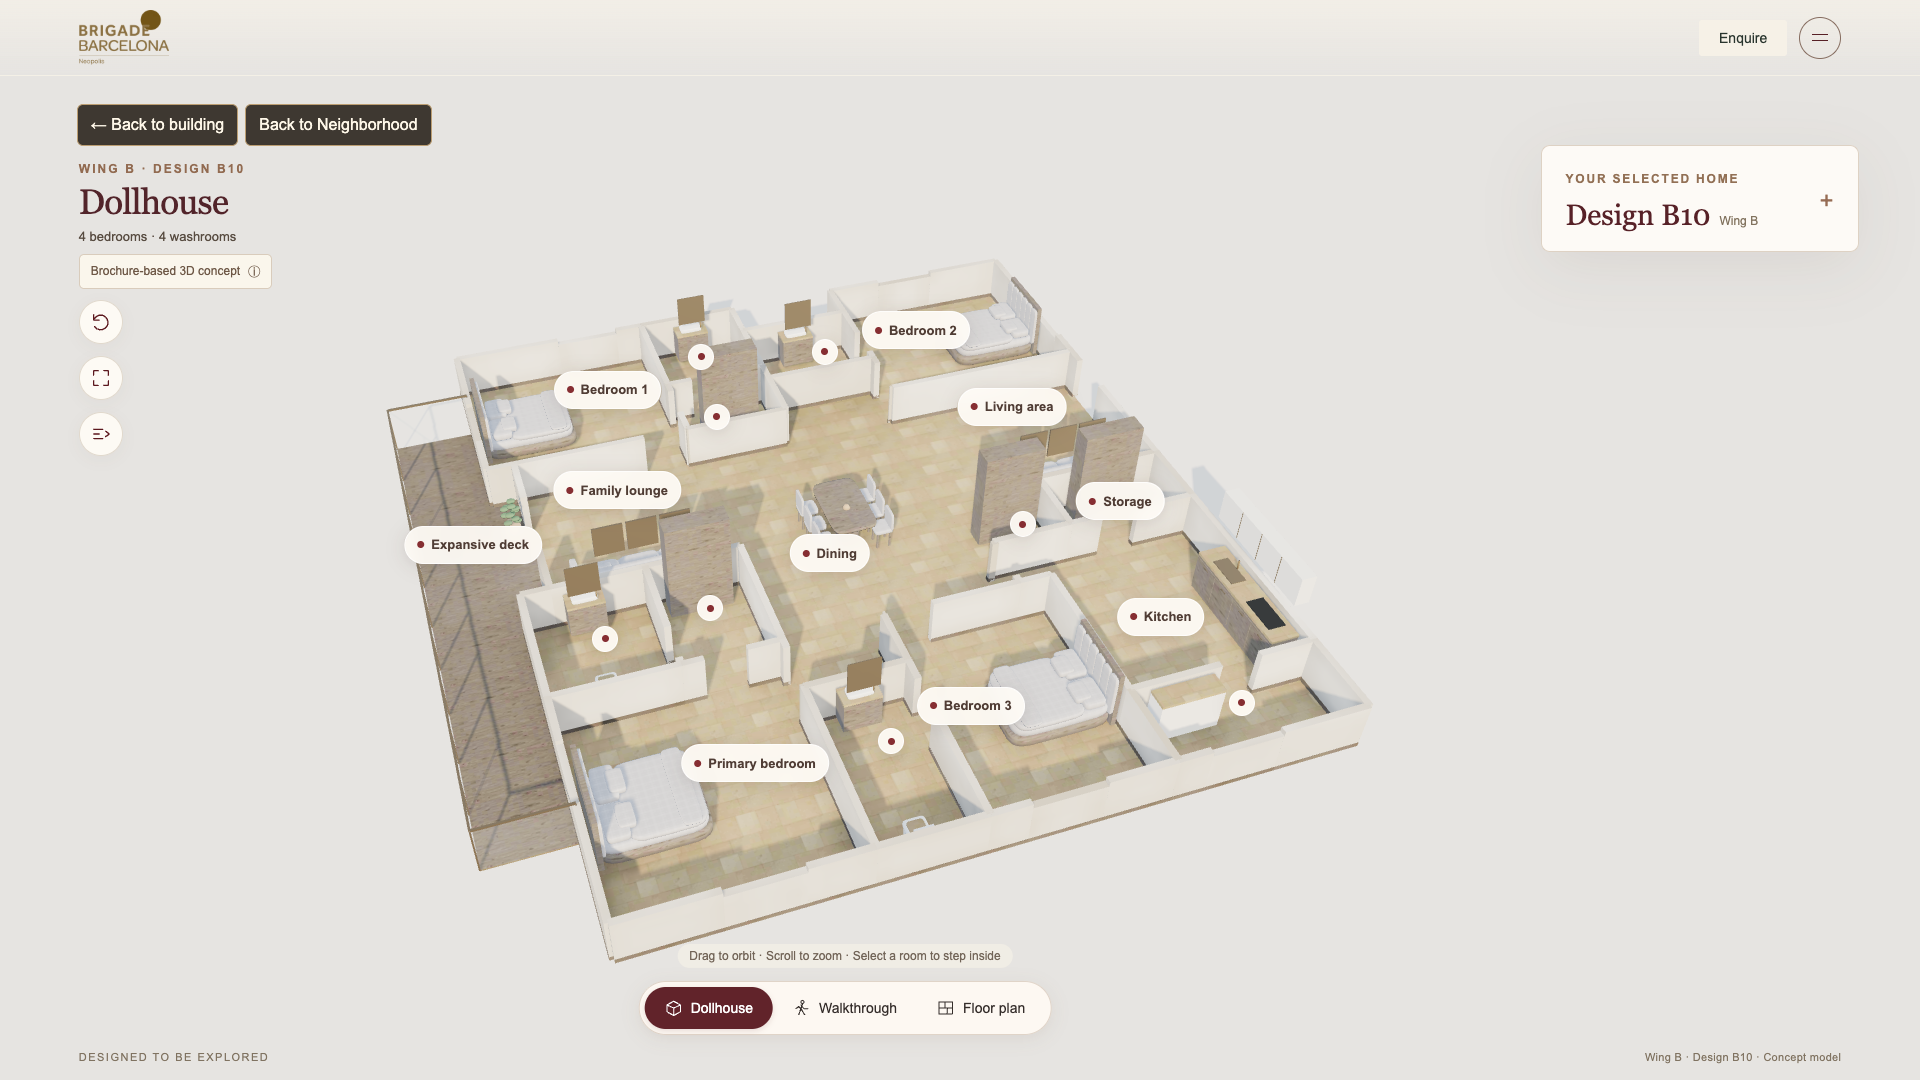 BRIGADE
BARCELONA
Neopolis
Enquire
← Back to building
Back to Neighborhood
WING B · DESIGN B10
Dollhouse
4 bedrooms · 4 washrooms
Brochure-based 3D concept ⓘ
YOUR SELECTED HOME
Design B10 Wing B
+
Bedroom 2
Bedroom 1
Living area
Family lounge
Storage
Expansive deck
Dining
Kitchen
Bedroom 3
Primary bedroom
Drag to orbit · Scroll to zoom · Select a room to step inside
Dollhouse
Walkthrough
Floor plan
DESIGNED TO BE EXPLORED
Wing B · Design B10 · Concept model